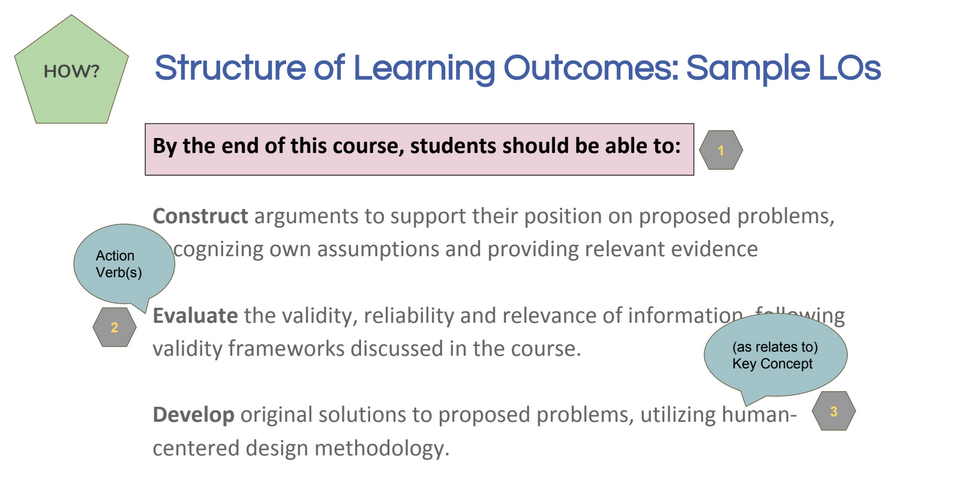 HOW?
Structure of Learning Outcomes: Sample LOs
By the end of this course, students should be able to:
1
Construct arguments to support their position on proposed problems,
cognizing own assumptions and providing relevant evidence
Action
Verb(s)
2
Evaluate the validity, reliability and relevance of information, following
validity frameworks discussed in the course.
(as relates to)
Key Concept
3
Develop original solutions to proposed problems, utilizing human-
centered design methodology.